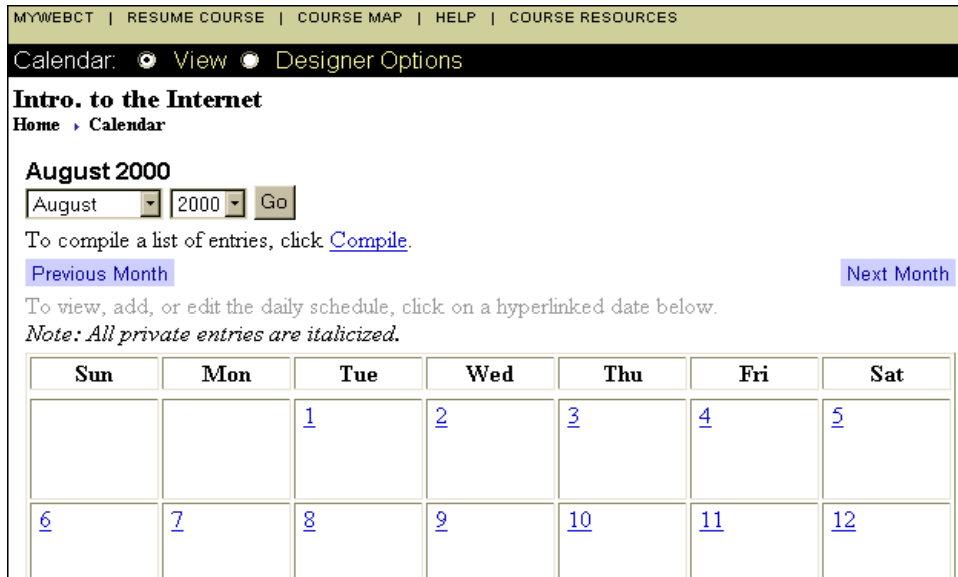 MYWEBCT | RESUME COURSE | COURSE MAP | HELP | COURSE RESOURCES
Calendar: View Designer Options
Intro. to the Internet
Home › Calendar
August 2000
August 2000 Go
To compile a list of entries, click Compile.
Previous Month Next Month
To view, add, or edit the daily schedule, click on a hyperlinked date below.
Note: All private entries are italicized.
Sun Mon Tue Wed Thu Fri Sat
1 2 3 4 5
6 7 8 9 10 11 12